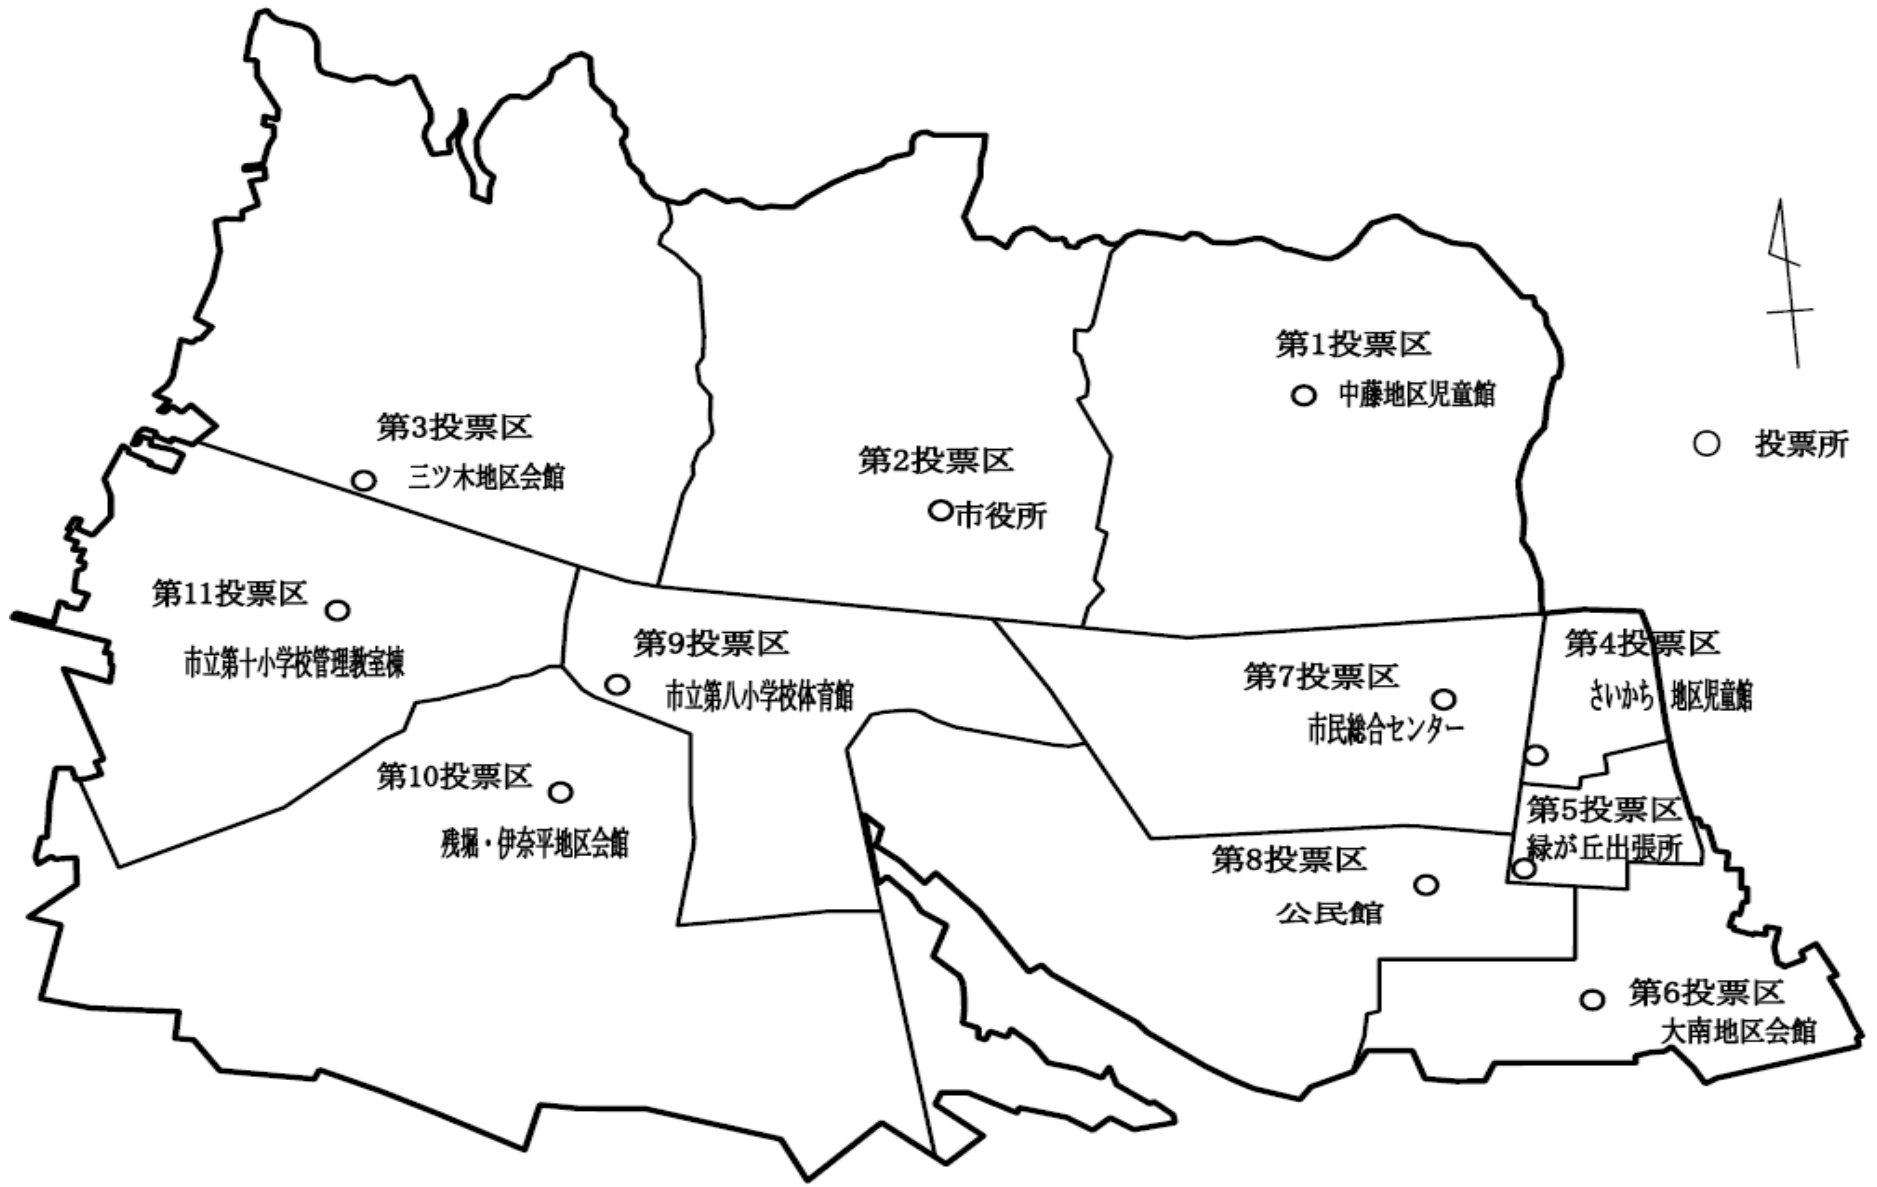 第1投票区
中藤地区児童館
第3投票区
三ツ木地区会館
第2投票区
市役所
投票所
第11投票区
市立第十小学校管理教室棟
第9投票区
市立第八小学校体育館
第7投票区
市民総合センター
第4投票区
さいかち 地区児童館
第10投票区
残堀・伊奈平地区会館
第5投票区
緑が丘出張所
第8投票区
公民館
第6投票区
大南地区会館